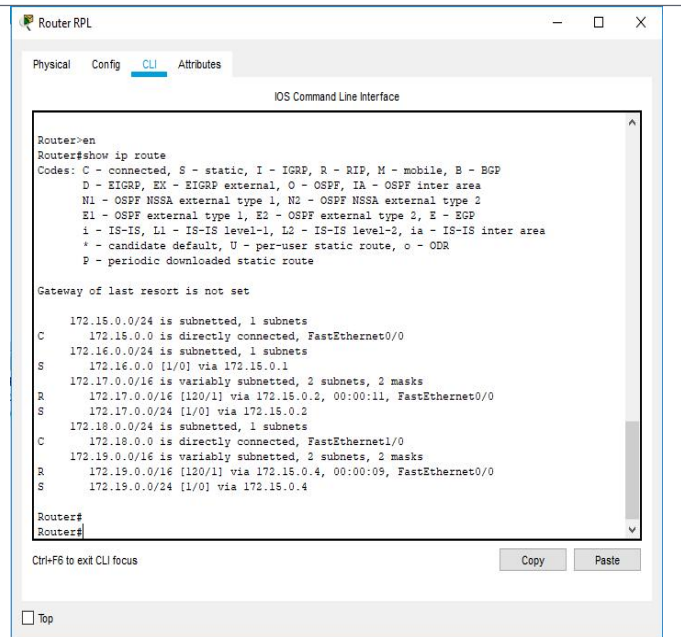 Router RPL
Physical Config CLI Attributes
IOS Command Line Interface
Router>en
Router#show ip route
Codes: C - connected, S - static, I - IGRP, R - RIP, M - mobile, B - BGP
D - EIGRP, EX - EIGRP external, O - OSPF, IA - OSPF inter area
N1 - OSPF NSSA external type 1, N2 - OSPF NSSA external type 2
E1 - OSPF external type 1, E2 - OSPF external type 2, E - EGP
i - IS-IS, L1 - IS-IS level-1, L2 - IS-IS level-2, ia - IS-IS inter area
* - candidate default, U - per-user static route, o - ODR
P - periodic downloaded static route
Gateway of last resort is not set
172.15.0.0/24 is subnetted, 1 subnets
C 172.15.0.0 is directly connected, FastEthernet0/0
172.16.0.0/24 is subnetted, 1 subnets
S 172.16.0.0 [1/0] via 172.15.0.1
172.17.0.0/16 is variably subnetted, 2 subnets, 2 masks
R 172.17.0.0/16 [120/1] via 172.15.0.2, 00:00:11, FastEthernet0/0
S 172.17.0.0/24 [1/0] via 172.15.0.2
172.18.0.0/24 is subnetted, 1 subnets
C 172.18.0.0 is directly connected, FastEthernet1/0
172.19.0.0/16 is variably subnetted, 2 subnets, 2 masks
R 172.19.0.0/16 [120/1] via 172.15.0.4, 00:00:09, FastEthernet0/0
S 172.19.0.0/24 [1/0] via 172.15.0.4
Router#
Router#
Ctrl+F6 to exit CLI focus
Copy Paste
Top